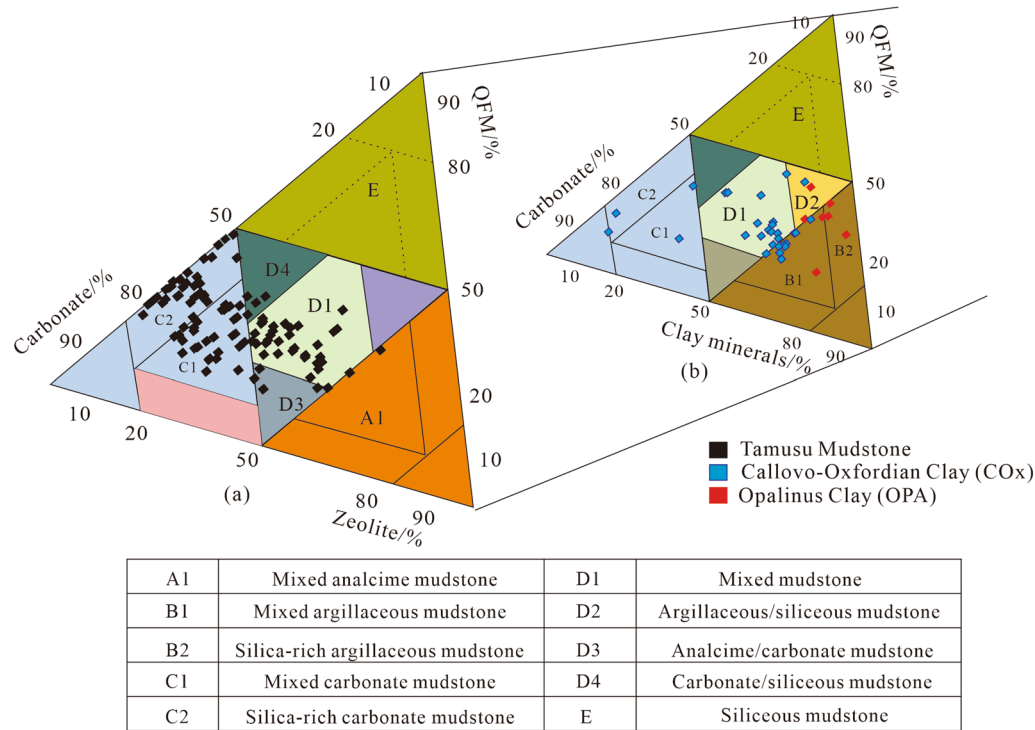 10
90
QFM/%
20
80
E
50
50
Carbonate/%
80
90
C2
C1
D4
D1
D3
A1
20
10
10
20
50
80
90
Zeolite/%
(a)
10
90
QFM/%
20
80
E
50
50
Carbonate/%
80
90
C2
C1
D1
D2
B2
B1
20
10
10
20
50
80
90
Clay minerals/%
(b)
Tamusu Mudstone
Callovo-Oxfordian Clay (COx)
Opalinus Clay (OPA)
A1 Mixed analcime mudstone D1 Mixed mudstone
B1 Mixed argillaceous mudstone D2 Argillaceous/siliceous mudstone
B2 Silica-rich argillaceous mudstone D3 Analcime/carbonate mudstone
C1 Mixed carbonate mudstone D4 Carbonate/siliceous mudstone
C2 Silica-rich carbonate mudstone E Siliceous mudstone